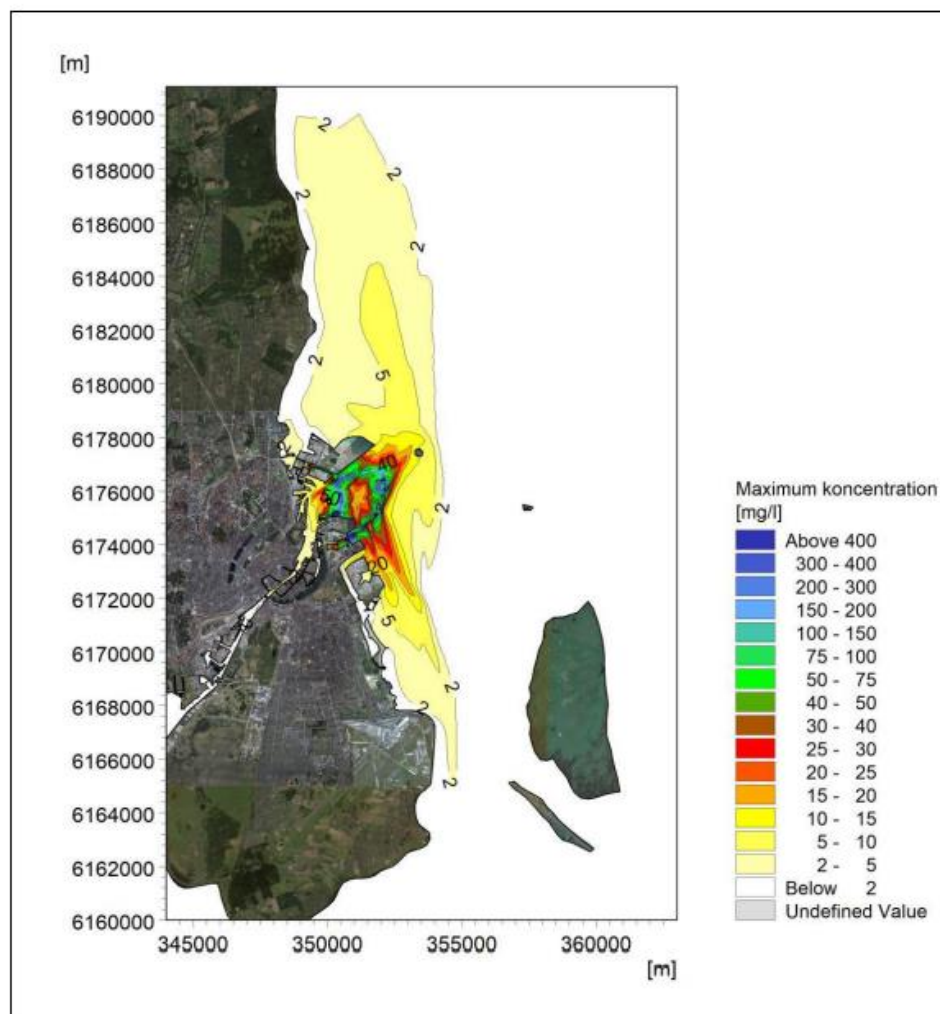 [m]
6190000
6188000
6186000
6184000
6182000
6180000
6178000
6176000
6174000
6172000
6170000
6168000
6166000
6164000
6162000
6160000
345000 350000 355000 360000
[m]
2
2
2
2
2
5
40
2
20
5
2
2
2
Maximum koncentration
[mg/l]
Above 400
300 - 400
200 - 300
150 - 200
100 - 150
75 - 100
50 - 75
40 - 50
30 - 40
25 - 30
20 - 25
15 - 20
10 - 15
5 - 10
2 - 5
Below 2
Undefined Value